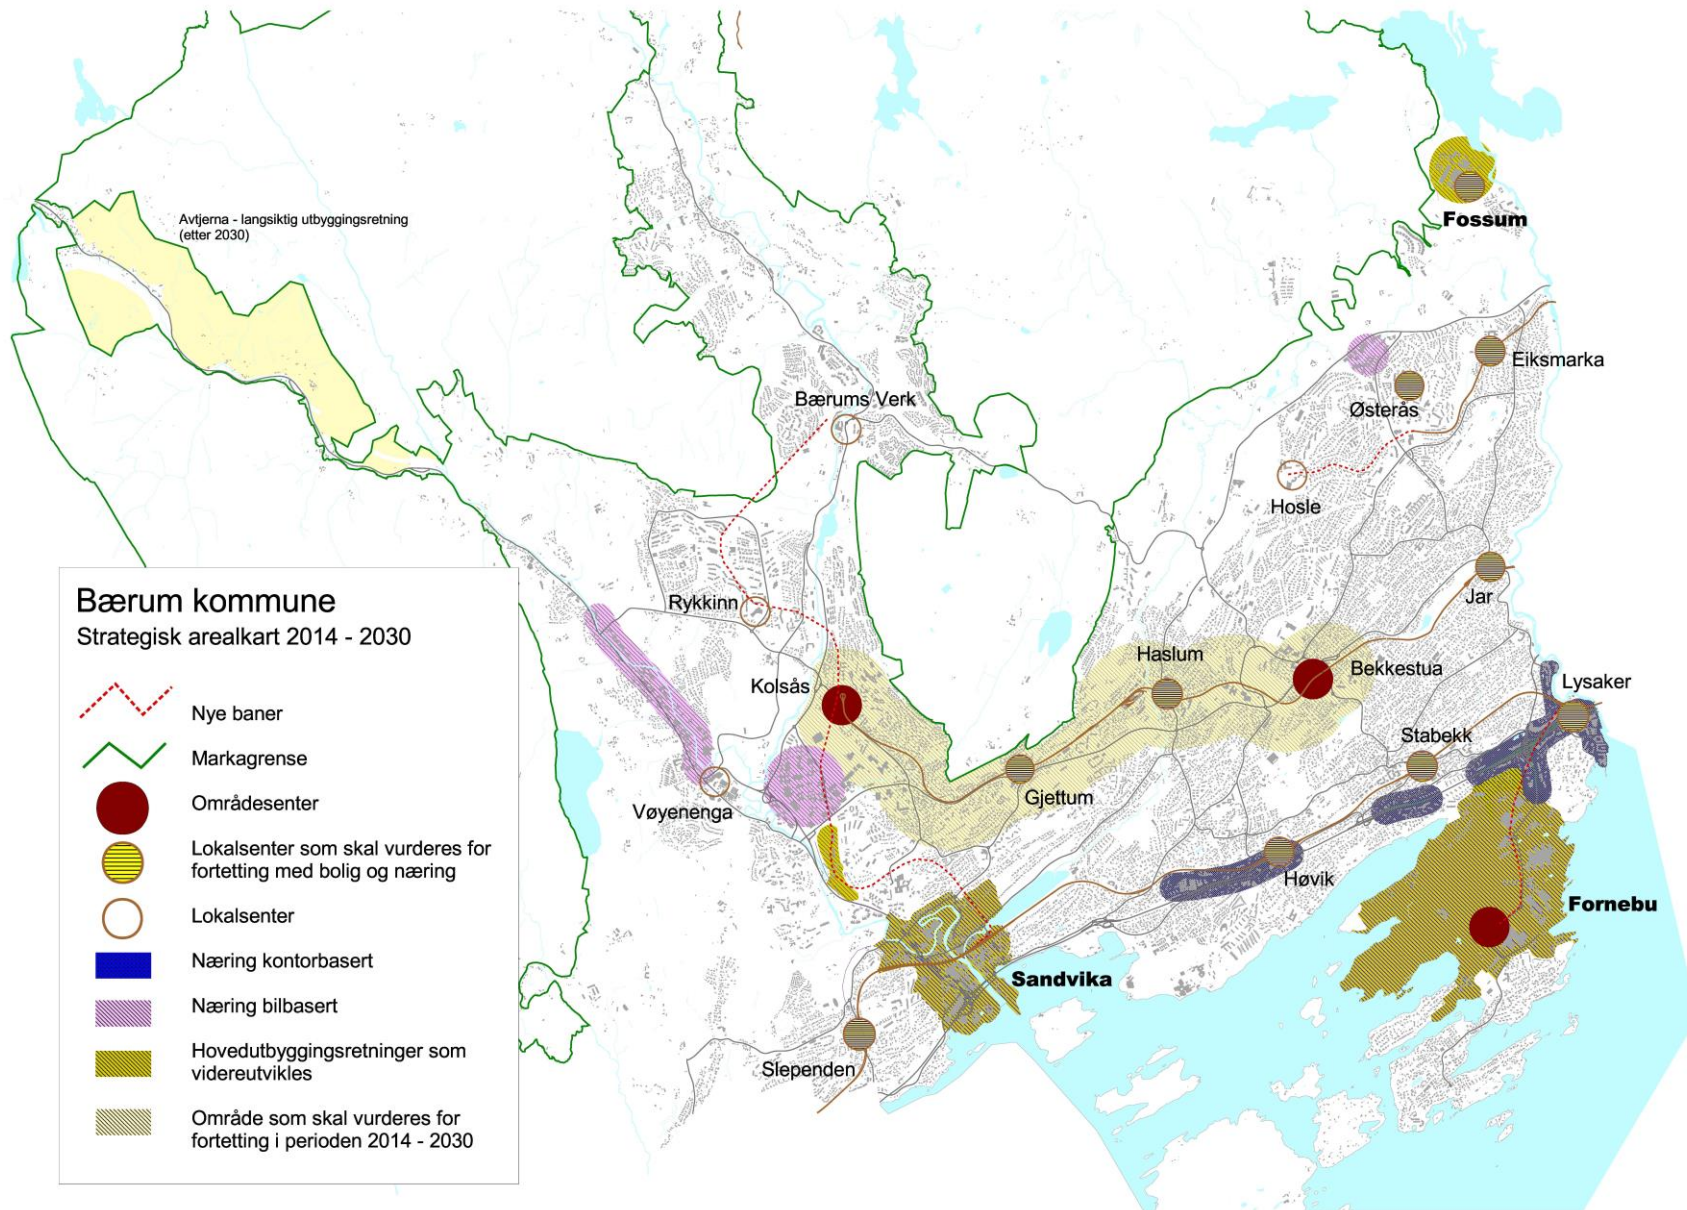 Avtjerna - langsiktig utbyggingsretning
(etter 2030)
Fossum
Eiksmarka
Østerås
Bærums Verk
Hosle
Jar
Rykkinn
Haslum
Bekkestua
Kolsås
Lysaker
Stabekk
Gjettum
Vøyenenga
Høvik
Fornebu
Sandvika
Slependen
Bærum kommune
Strategisk arealkart 2014 - 2030
Nye baner
Markagrense
Områdesenter
Lokalsenter som skal vurderes for
fortetting med bolig og næring
Lokalsenter
Næring kontorbasert
Næring bilbasert
Hovedutbyggingsretninger som
videreutvikles
Område som skal vurderes for
fortetting i perioden 2014 - 2030